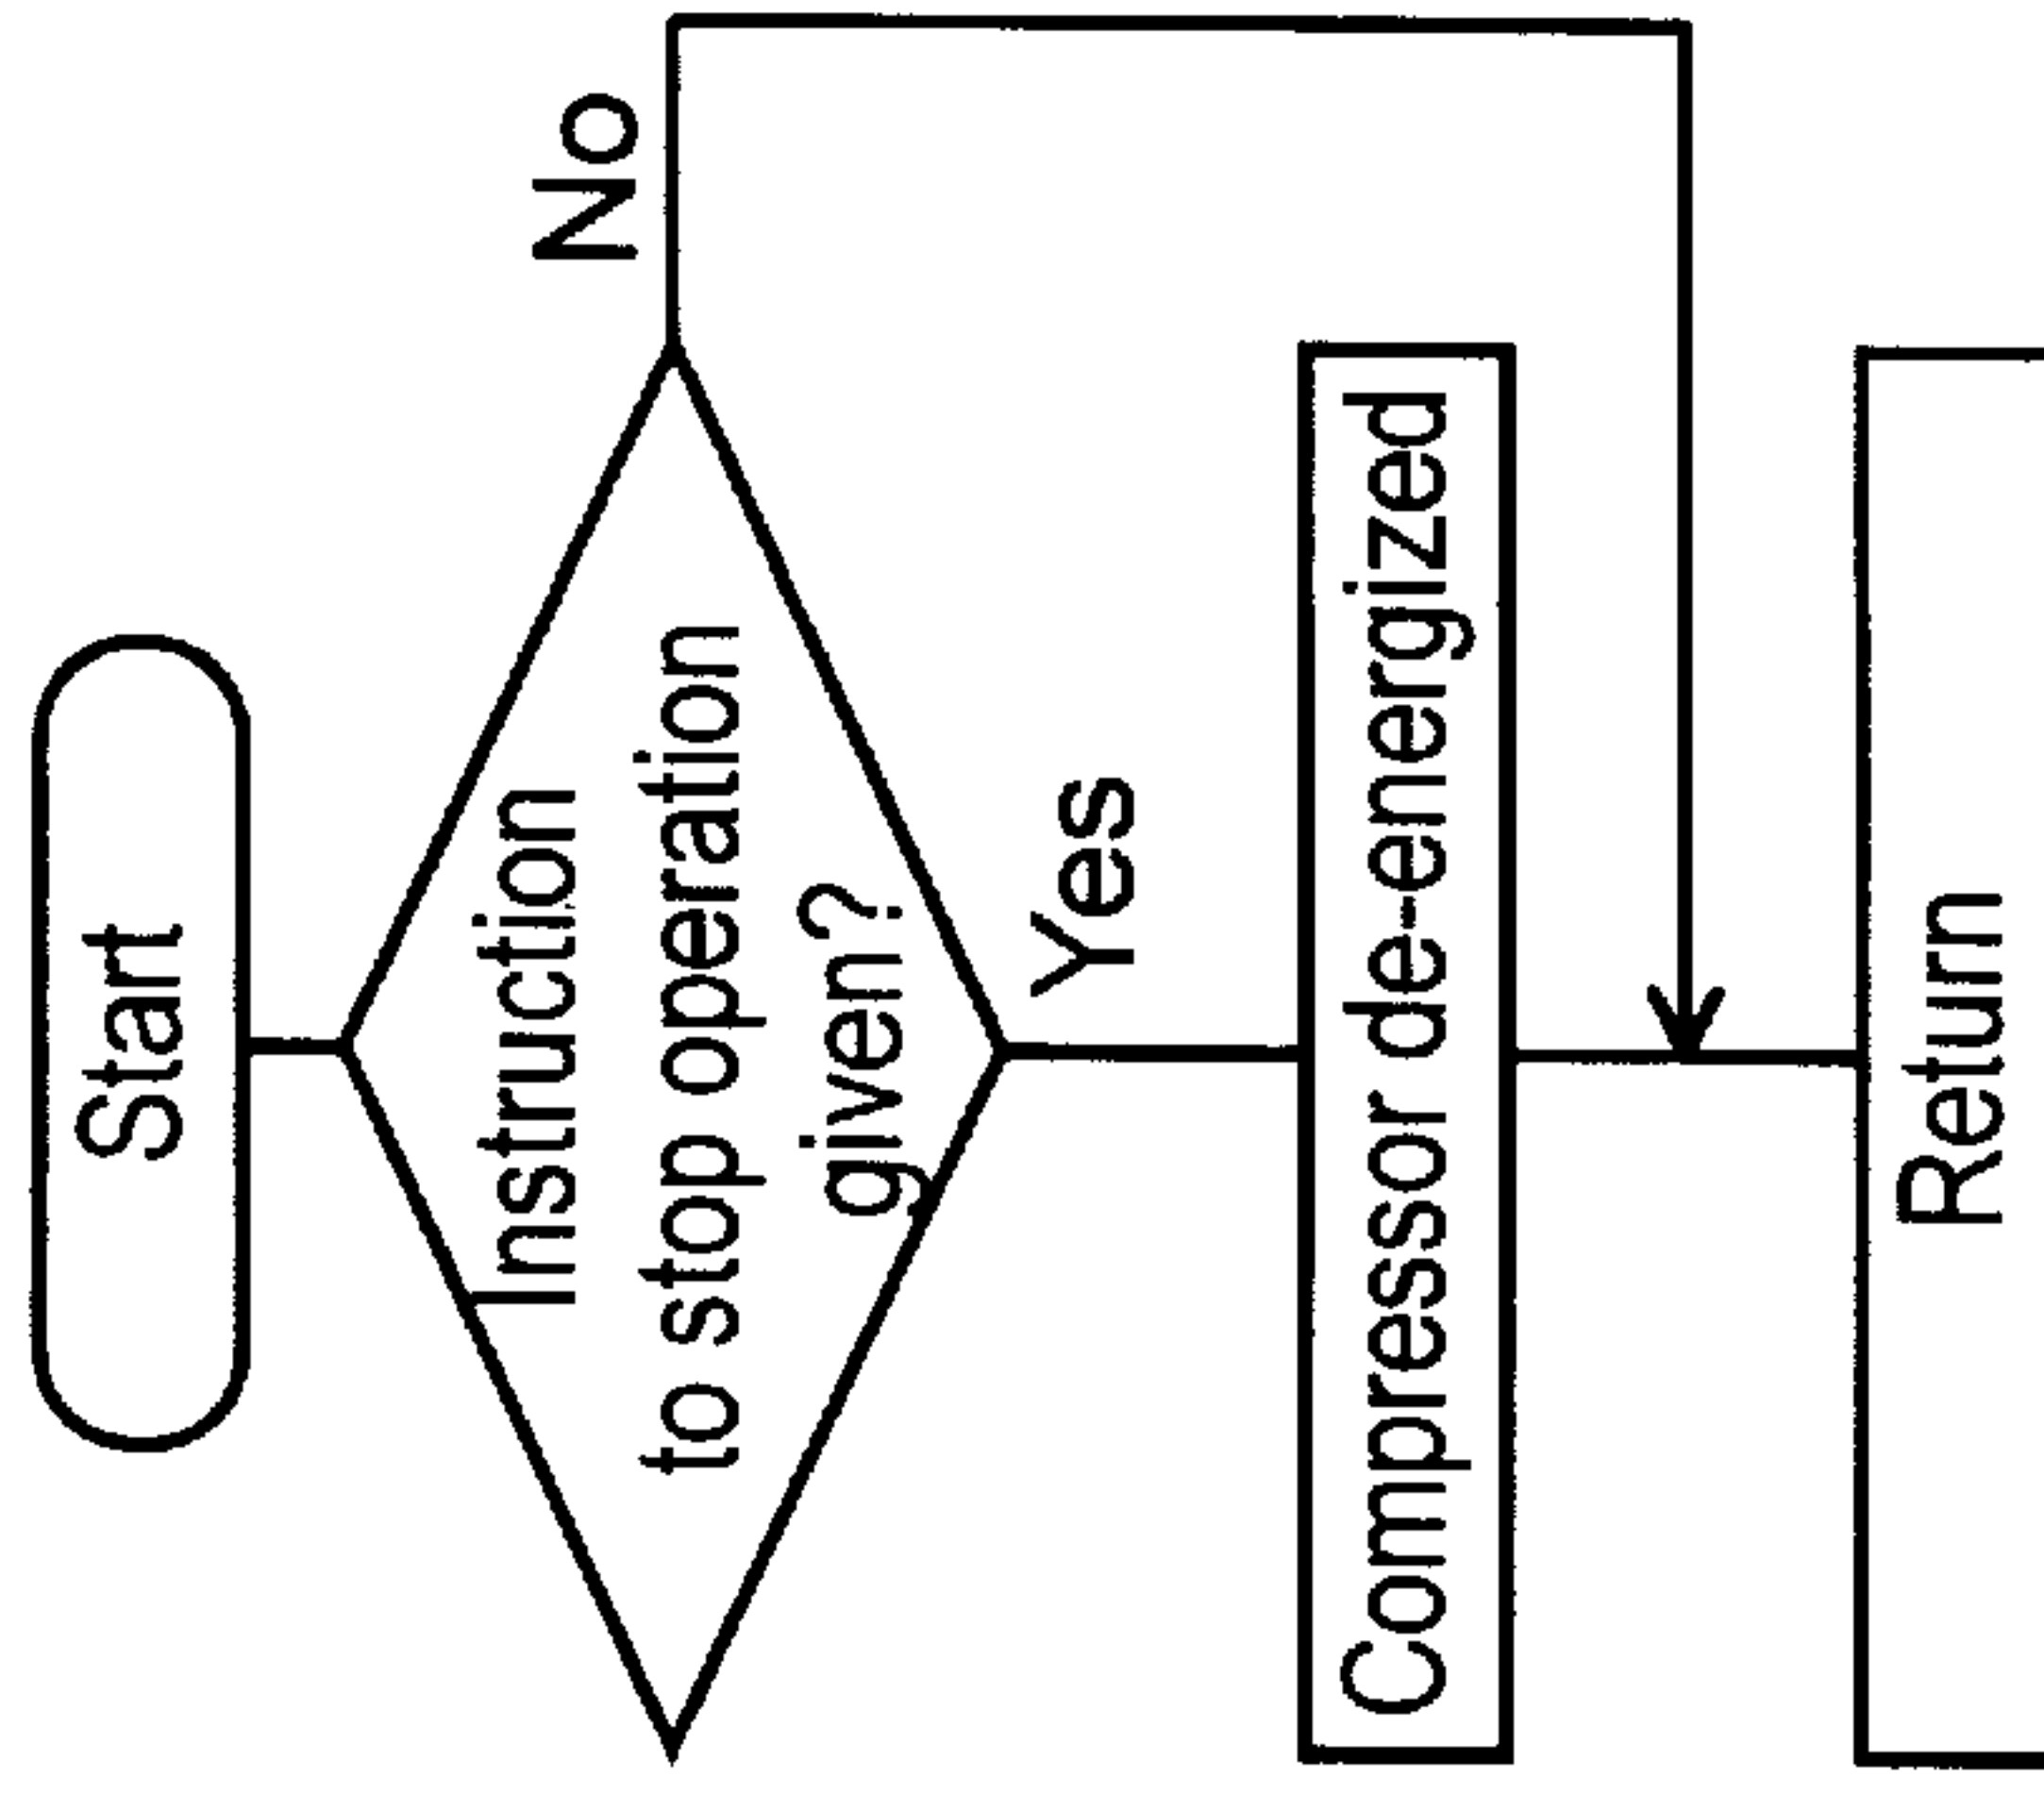 Start
Instruction
to stop operation
given?
No
Yes
Compressor de-energized
Return